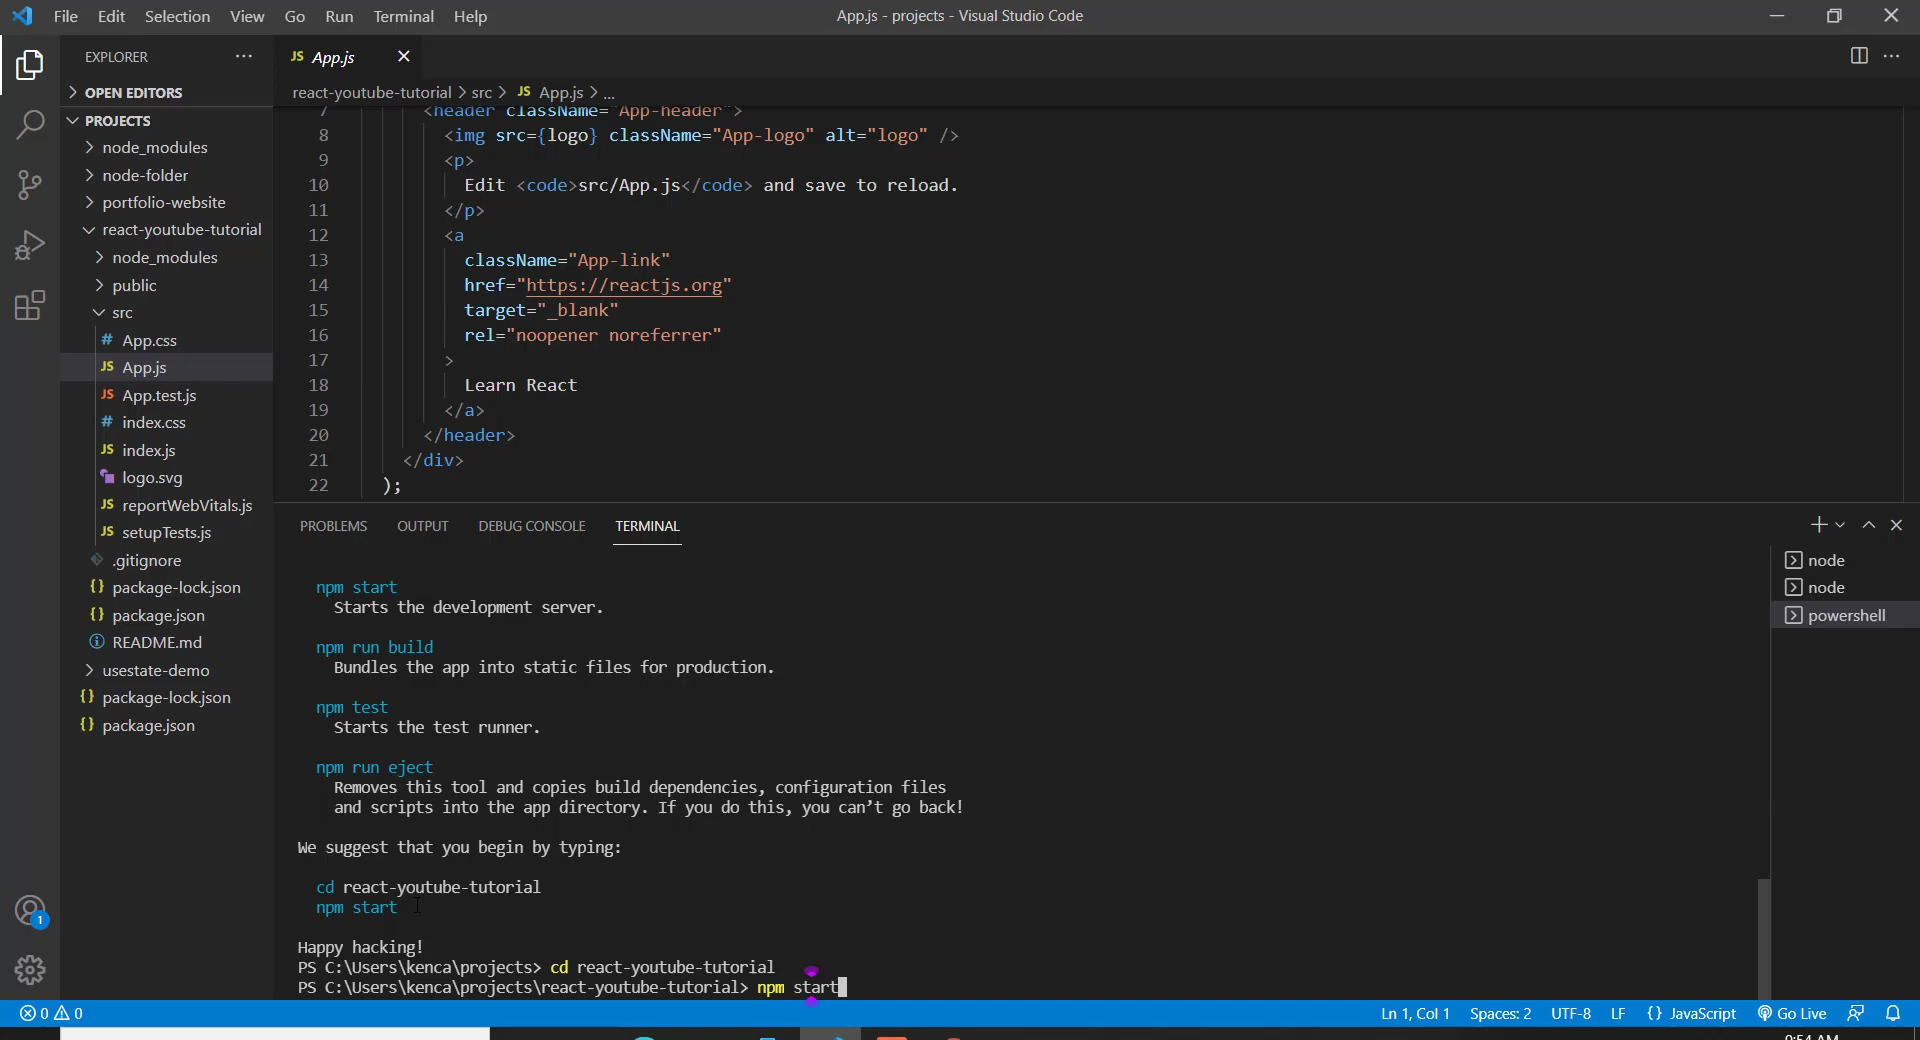 File Edit Selection View Go Run Terminal Help App.js - projects - Visual Studio Code
EXPLORER
OPEN EDITORS
PROJECTS
node_modules
node-folder
portfolio-website
react-youtube-tutorial
node_modules
public
src
# App.css
JS App.js
JS App.test.js
# index.css
JS index.js
logo.svg
JS reportWebVitals.js
JS setupTests.js
.gitignore
{} package-lock.json
{} package.json
README.md
usestate-demo
{} package-lock.json
{} package.json
1
JS App.js
react-youtube-tutorial > src > JS App.js > ...
7 <header className="App-header">
8 <img src={logo} className="App-logo" alt="logo" />
9 <p>
10 Edit <code>src/App.js</code> and save to reload.
11 </p>
12 <a
13 className="App-link"
14 href="https://reactjs.org"
15 target="_blank"
16 rel="noopener noreferrer"
17 >
18 Learn React
19 </a>
20 </header>
21 </div>
22 );
PROBLEMS OUTPUT DEBUG CONSOLE TERMINAL
npm start
Starts the development server.
npm run build
Bundles the app into static files for production.
npm test
Starts the test runner.
npm run eject
Removes this tool and copies build dependencies, configuration files
and scripts into the app directory. If you do this, you can’t go back!
We suggest that you begin by typing:
cd react-youtube-tutorial
npm start
Happy hacking!
PS C:\Users\kenca\projects> cd react-youtube-tutorial
PS C:\Users\kenca\projects\react-youtube-tutorial> npm start
node
node
powershell
0 0 Ln 1, Col 1 Spaces: 2 UTF-8 LF {} JavaScript Go Live
9:54 AM